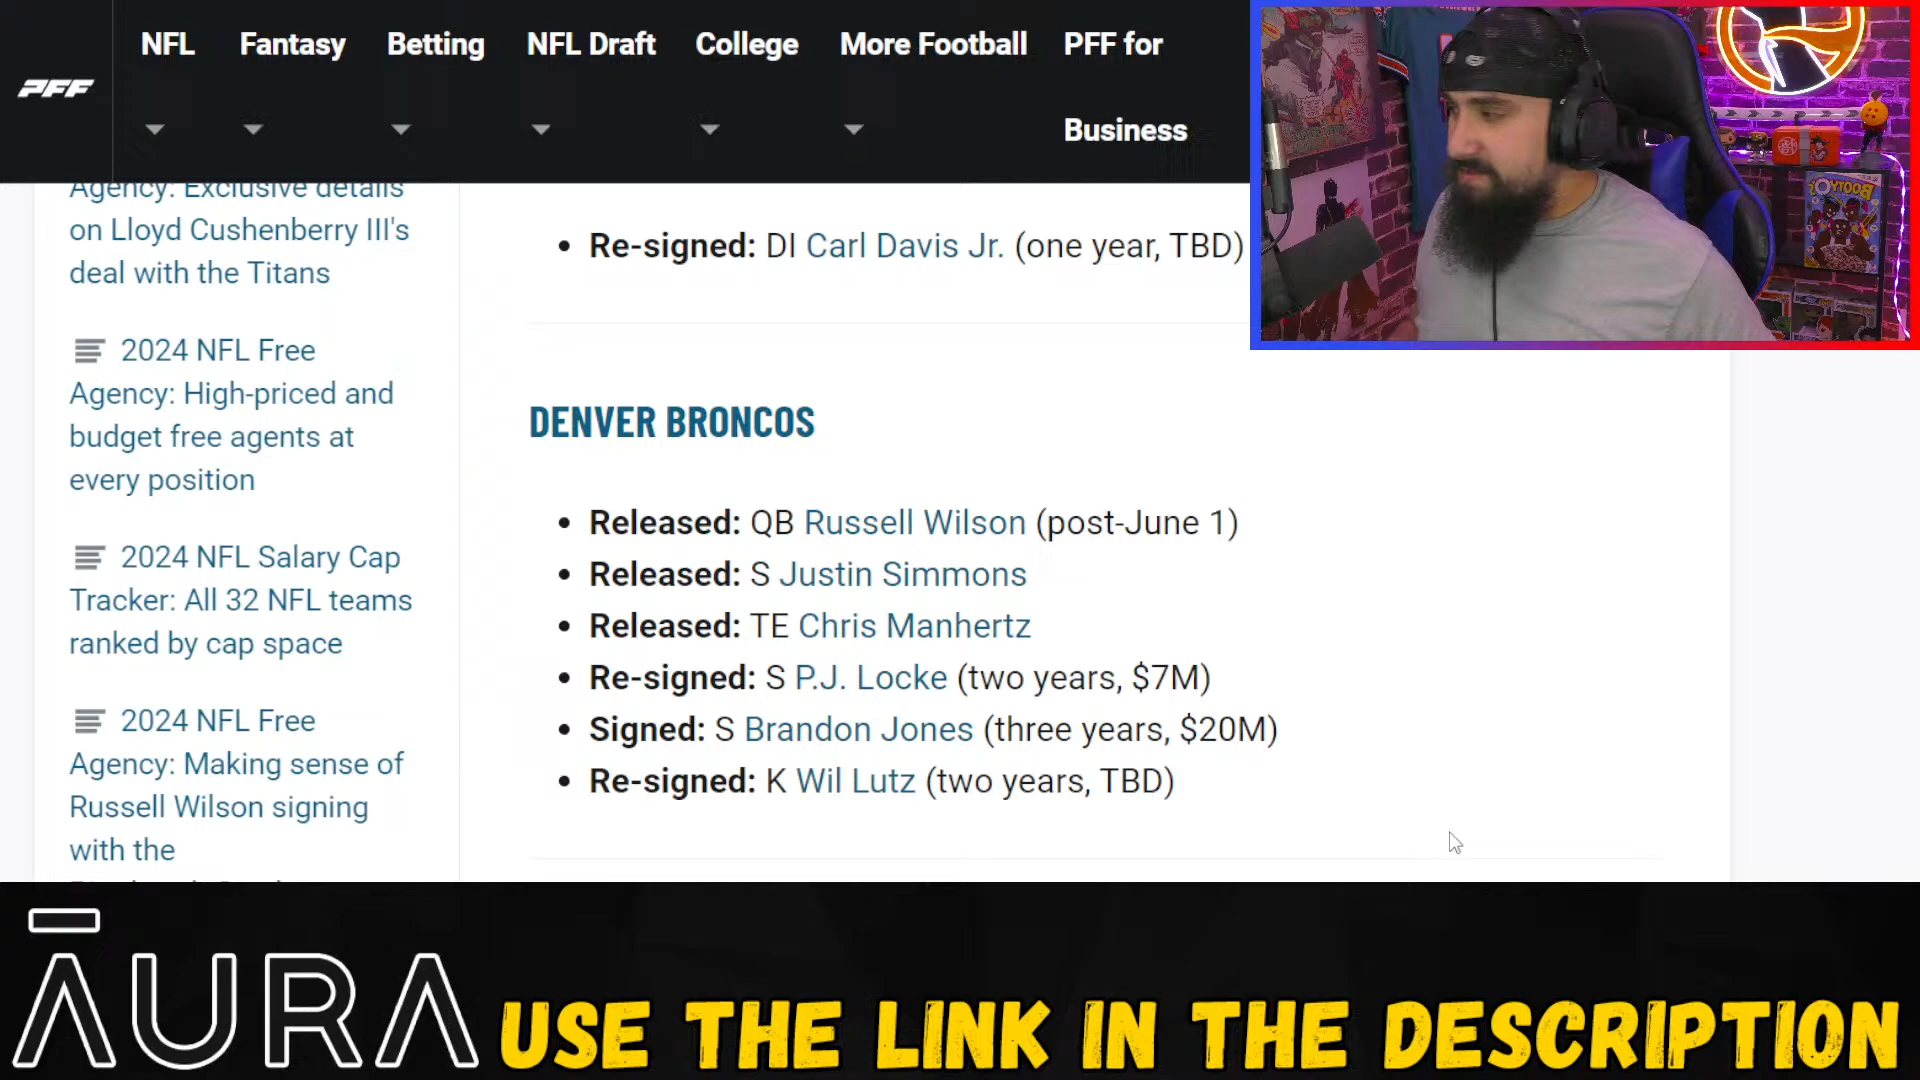 NFL Fantasy Betting NFL Draft College More Football PFF for Business
PFF
Agency: Exclusive details
on Lloyd Cushenberry III's
deal with the Titans
2024 NFL Free
Agency: High-priced and
budget free agents at
every position
2024 NFL Salary Cap
Tracker: All 32 NFL teams
ranked by cap space
2024 NFL Free
Agency: Making sense of
Russell Wilson signing
with the
• Re-signed: DI Carl Davis Jr. (one year, TBD)
DENVER BRONCOS
• Released: QB Russell Wilson (post-June 1)
• Released: S Justin Simmons
• Released: TE Chris Manhertz
• Re-signed: S P.J. Locke (two years, $7M)
• Signed: S Brandon Jones (three years, $20M)
• Re-signed: K Wil Lutz (two years, TBD)
BOOTYO'S
ĀURA
USE THE LINK IN THE DESCRIPTION